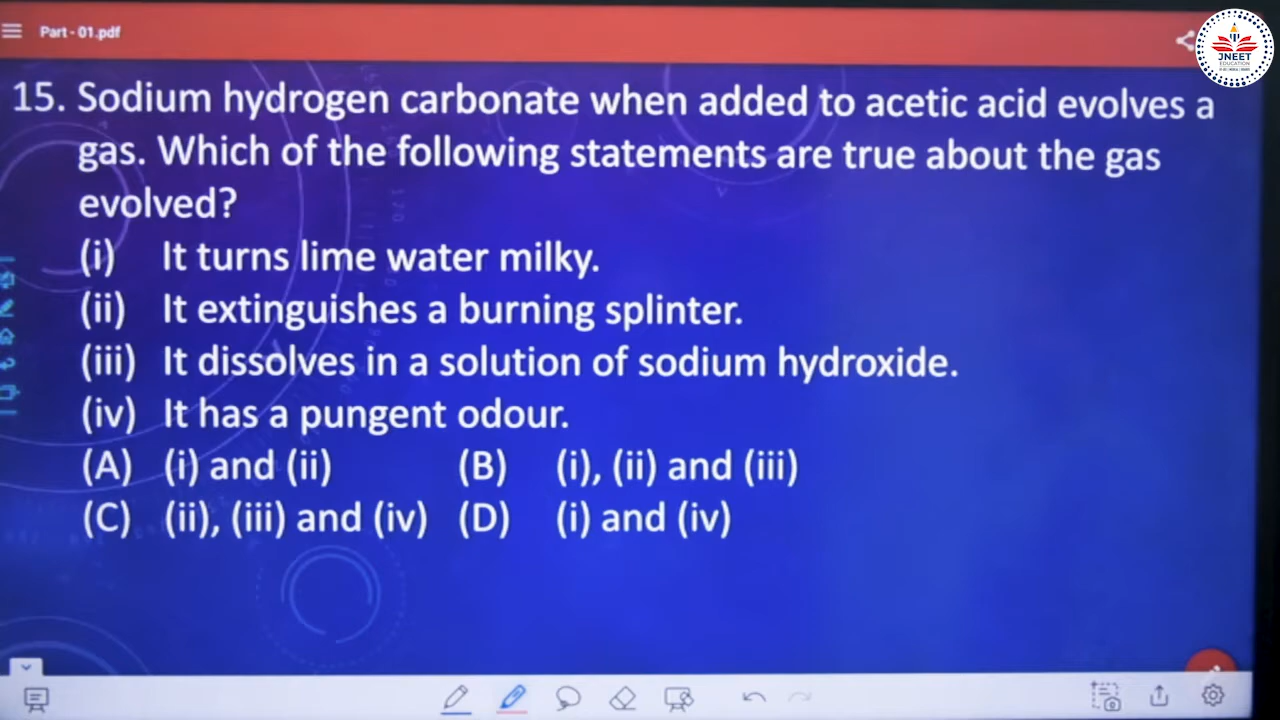 Part - 01.pdf
JNEET
EDUCATION
15. Sodium hydrogen carbonate when added to acetic acid evolves a
gas. Which of the following statements are true about the gas
evolved?
(i) It turns lime water milky.
(ii) It extinguishes a burning splinter.
(iii) It dissolves in a solution of sodium hydroxide.
(iv) It has a pungent odour.
(A) (i) and (ii) (B) (i), (ii) and (iii)
(C) (ii), (iii) and (iv) (D) (i) and (iv)